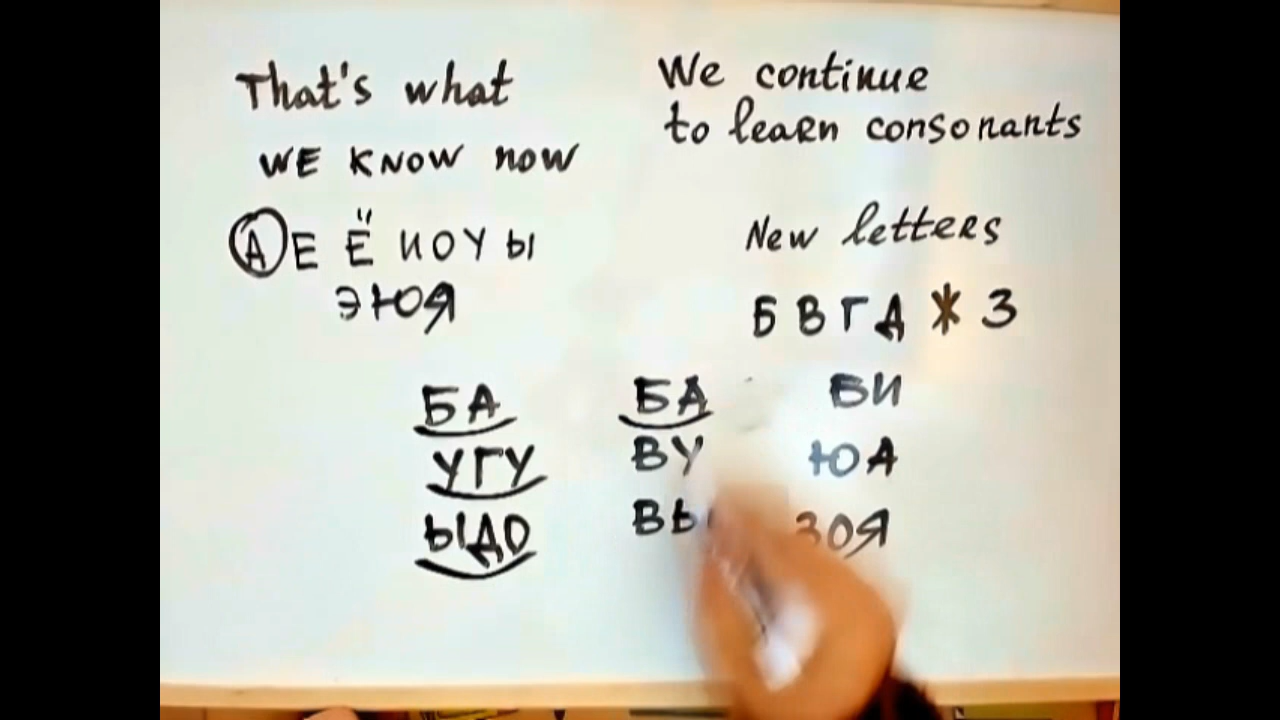 That's what
WE KNOW now
А Е Ё И О У Ы
Э Ю Я
We continue
to learn consonants
New letters
Б В Г Д Ж З
БА
УГУ
ЫДО
БА
ВУ
БИ
ЮА
ЗОЯ